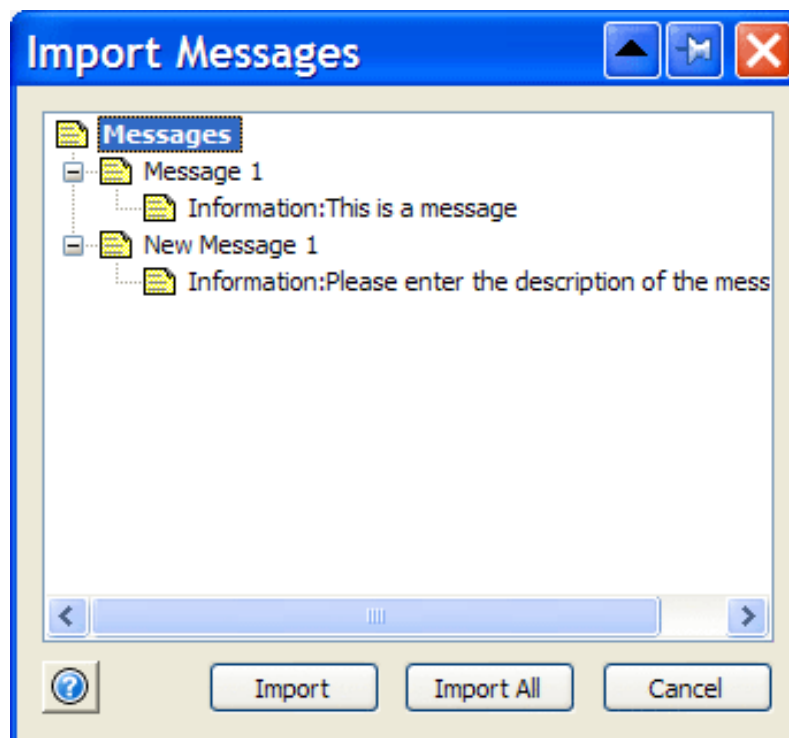 Import Messages
Messages
Message 1
Information:This is a message
New Message 1
Information:Please enter the description of the mess
Import
Import All
Cancel